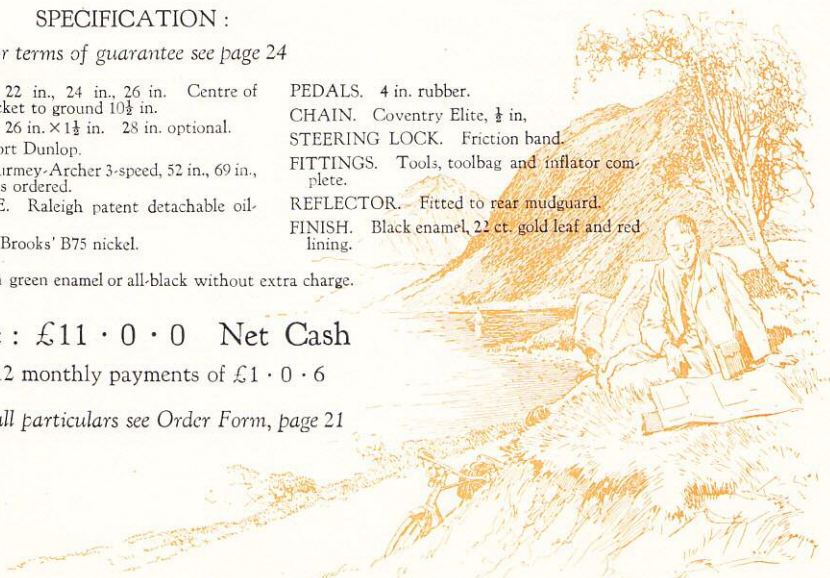 SPECIFICATION :
r terms of guarantee see page 24
22 in., 24 in., 26 in. Centre of
ket to ground 10½ in.
26 in. × 1½ in. 28 in. optional.
ort Dunlop.
urmey-Archer 3-speed, 52 in., 69 in.,
s ordered.
E. Raleigh patent detachable oil-
Brooks' B75 nickel.
PEDALS. 4 in. rubber.
CHAIN. Coventry Elite, ½ in,
STEERING LOCK. Friction band.
FITTINGS. Tools, toolbag and inflator com-
plete.
REFLECTOR. Fitted to rear mudguard.
FINISH. Black enamel, 22 ct. gold leaf and red
lining.
green enamel or all-black without extra charge.
: £11 · 0 · 0 Net Cash
2 monthly payments of £1 · 0 · 6
ll particulars see Order Form, page 21